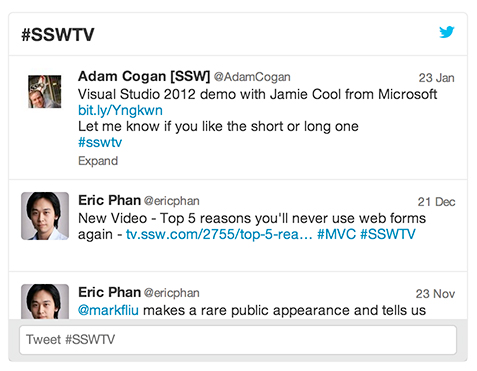 #SSWTV
Adam Cogan [SSW] @AdamCogan 23 Jan
Visual Studio 2012 demo with Jamie Cool from Microsoft
bit.ly/Yngkwn
Let me know if you like the short or long one
#sswtv
Expand
Eric Phan @ericphan 21 Dec
New Video - Top 5 reasons you'll never use web forms
again - tv.ssw.com/2755/top-5-rea… #MVC #SSWTV
Eric Phan @ericphan 23 Nov
@markfliu makes a rare public appearance and tells us
Tweet #SSWTV